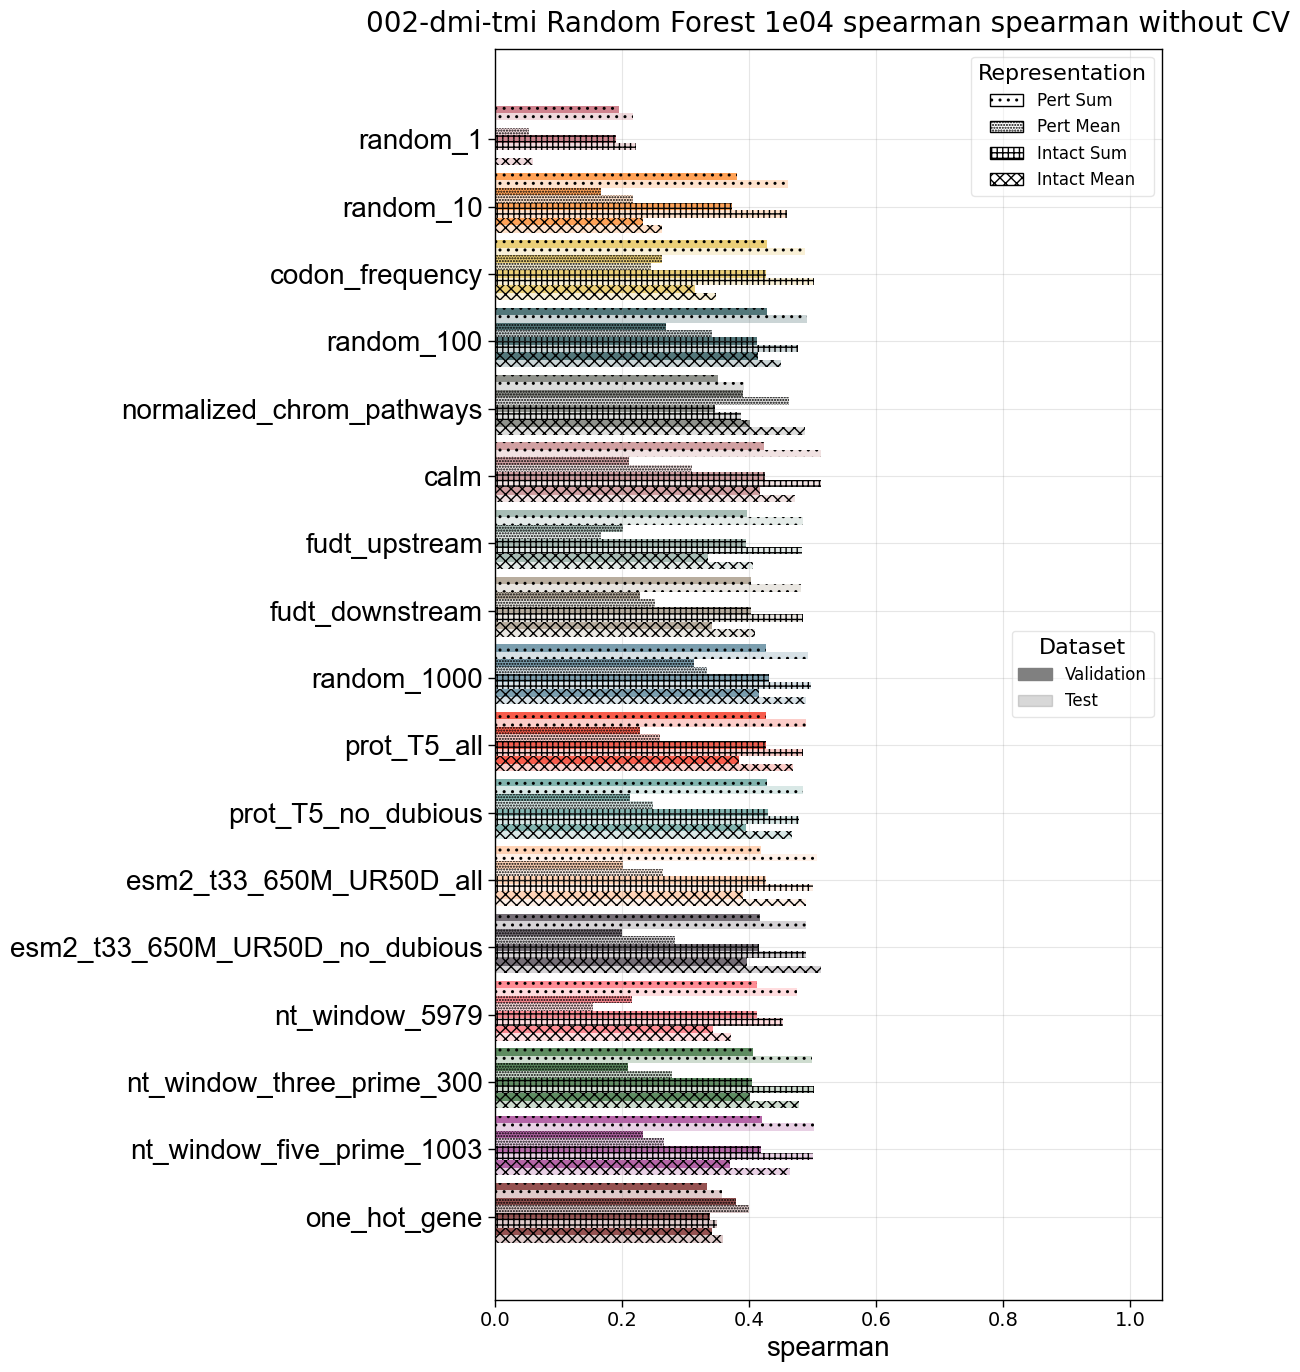 002-dmi-tmi Random Forest 1e04 spearman spearman without CV
Representation
Pert Sum
Pert Mean
Intact Sum
Intact Mean
random_1
random_10
codon_frequency
random_100
normalized_chrom_pathways
calm
fudt_upstream
fudt_downstream
random_1000
prot_T5_all
prot_T5_no_dubious
esm2_t33_650M_UR50D_all
esm2_t33_650M_UR50D_no_dubious
nt_window_5979
nt_window_three_prime_300
nt_window_five_prime_1003
one_hot_gene
Dataset
Validation
Test
0.0 0.2 0.4 0.6 0.8 1.0
spearman